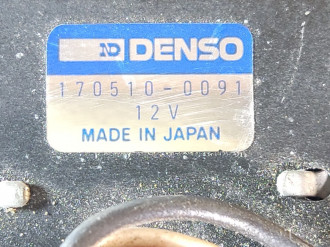 ND DENSO
170510-0091
12V
MADE IN JAPAN